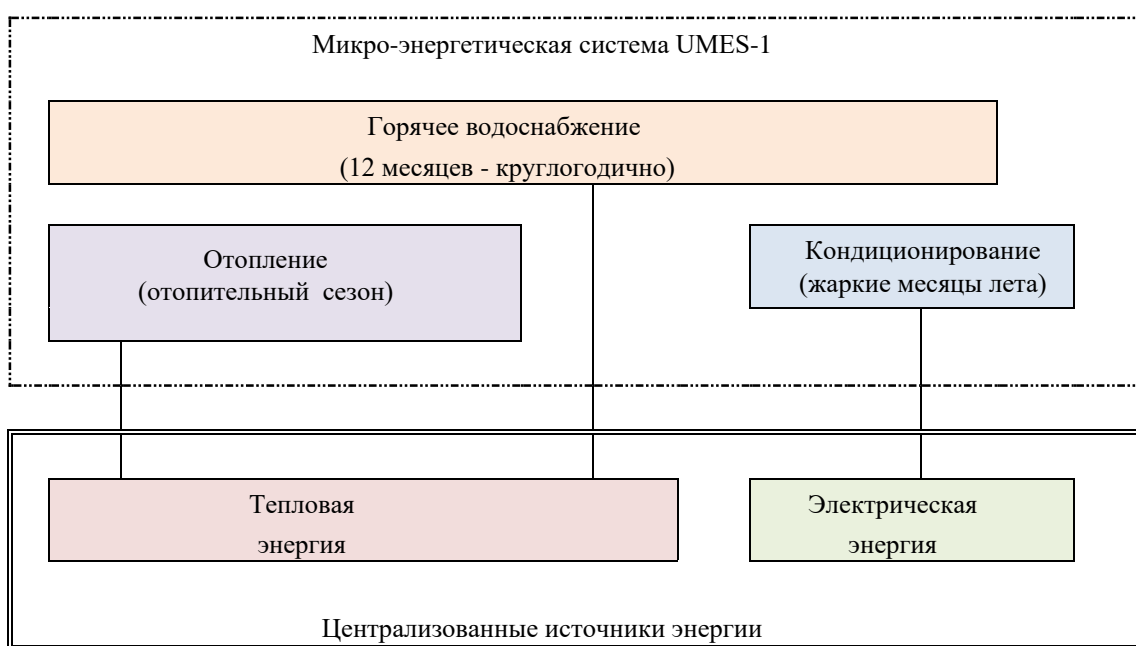 Микро-энергетическая система UMES-1
Горячее водоснабжение
(12 месяцев - круглогодично)
Отопление
(отопительный сезон)
Кондиционирование
(жаркие месяцы лета)
Тепловая
энергия
Электрическая
энергия
Централизованные источники энергии